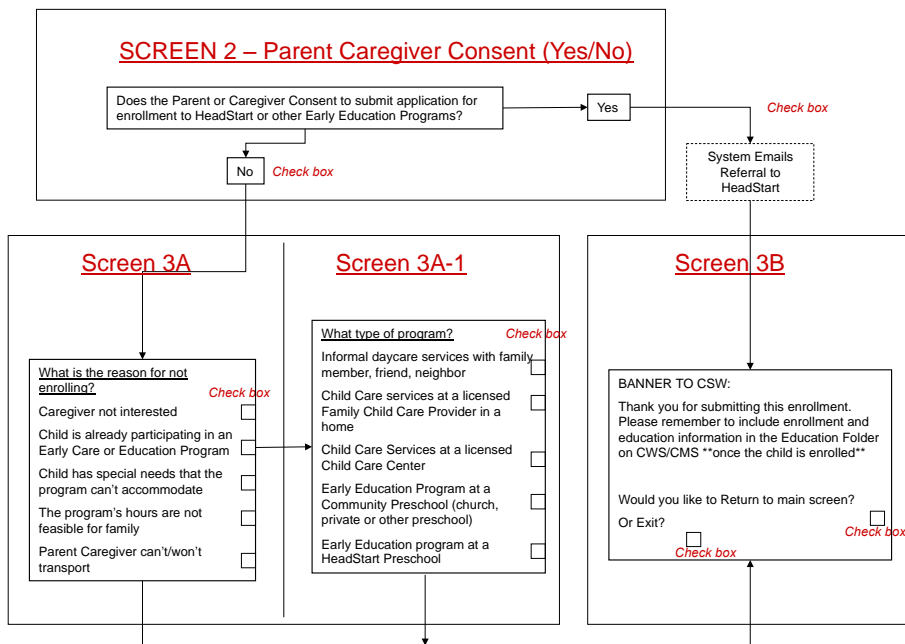 SCREEN 2 – Parent Caregiver Consent (Yes/No)
Does the Parent or Caregiver Consent to submit application for
enrollment to HeadStart or other Early Education Programs?
Yes
Check box
No
Check box
System Emails
Referral to
HeadStart
Screen 3A
What is the reason for not
enrolling?
Check box
Caregiver not interested
Child is already participating in an
Early Care or Education Program
Child has special needs that the
program can't accommodate
The program's hours are not
feasible for family
Parent Caregiver can't/won't
transport
Screen 3A-1
What type of program?
Check box
Informal daycare services with family
member, friend, neighbor
Child Care services at a licensed
Family Child Care Provider in a
home
Child Care Services at a licensed
Child Care Center
Early Education Program at a
Community Preschool (church,
private or other preschool)
Early Education program at a
HeadStart Preschool
Screen 3B
BANNER TO CSW:
Thank you for submitting this enrollment.
Please remember to include enrollment and
education information in the Education Folder
on CWS/CMS **once the child is enrolled**
Would you like to Return to main screen?
Check box
Or Exit?
Check box